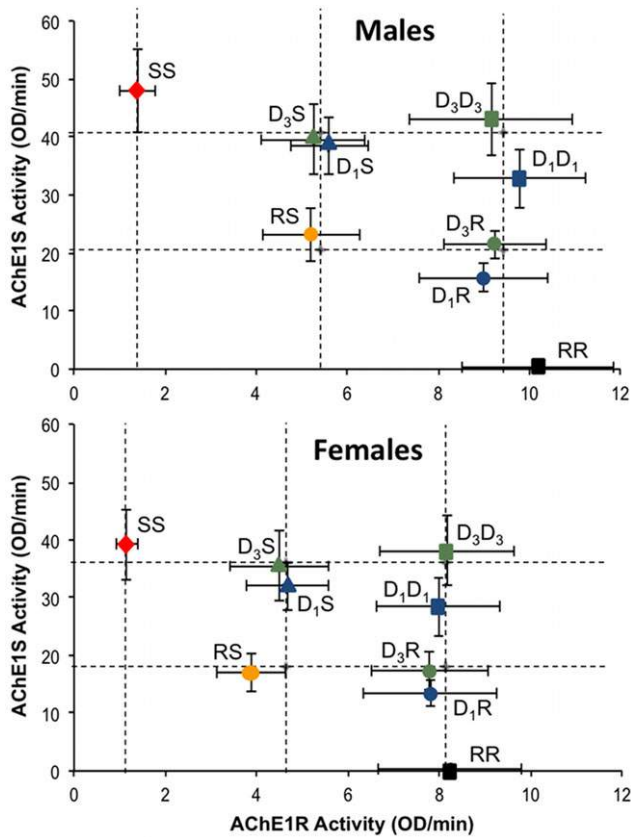 Males
AChE1S Activity (OD/min)
60
50
40
30
20
10
0
SS
D₃S
D₁S
RS
D₃D₃
D₁D₁
D₃R
D₁R
RR
0 2 4 6 8 10 12
Females
AChE1S Activity (OD/min)
60
50
40
30
20
10
0
SS
D₃S
D₁S
RS
D₃D₃
D₁D₁
D₃R
D₁R
RR
0 2 4 6 8 10 12
AChE1R Activity (OD/min)